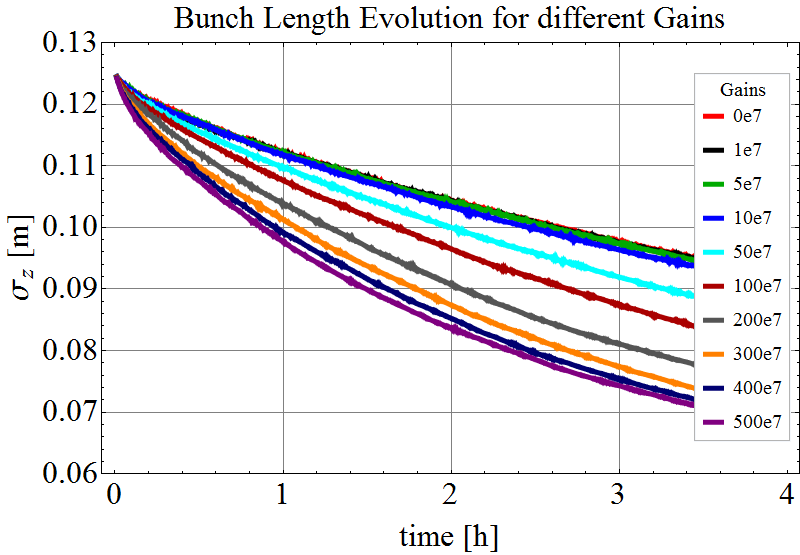 Bunch Length Evolution for different Gains
0.13
0.12
0.11
0.10
0.09
0.08
0.07
0.06
σz [m]
Gains
0e7
1e7
5e7
10e7
50e7
100e7
200e7
300e7
400e7
500e7
0 1 2 3 4
time [h]